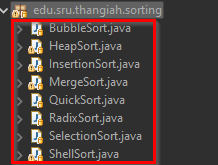 edu.sru.thangiah.sorting
BubbleSort.java
HeapSort.java
InsertionSort.java
MergeSort.java
QuickSort.java
RadixSort.java
SelectionSort.java
ShellSort.java